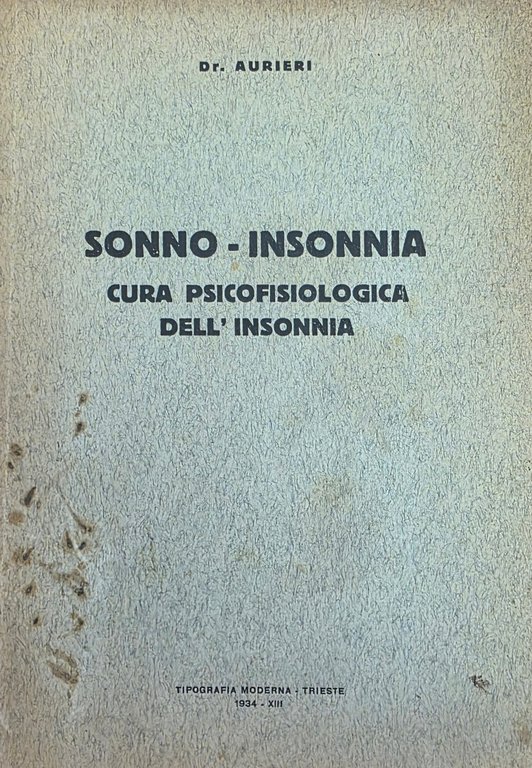 Dr. AURIERI
SONNO - INSONNIA
CURA PSICOFISIOLOGICA
DELL' INSONNIA
TIPOGRAFIA MODERNA - TRIESTE
1934 - XIII